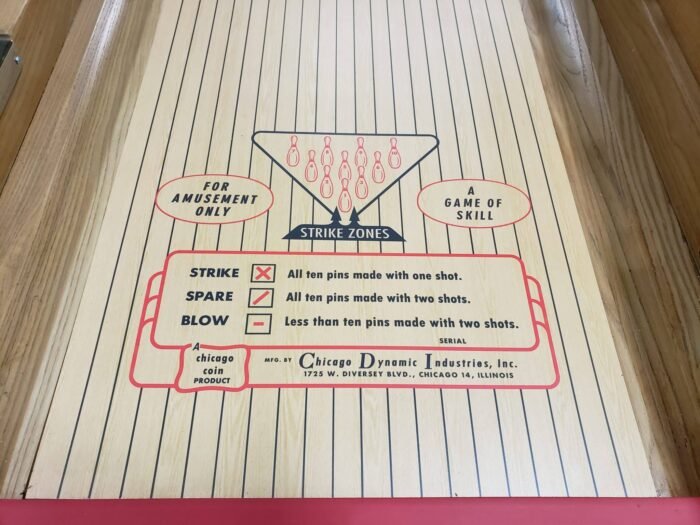 FOR
AMUSEMENT
ONLY
A
GAME OF
SKILL
STRIKE ZONES
STRIKE All ten pins made with one shot.
SPARE All ten pins made with two shots.
BLOW Less than ten pins made with two shots.
SERIAL
A
chicago
coin
PRODUCT
MFG. BY Chicago Dynamic Industries, Inc.
1725 W. DIVERSEY BLVD., CHICAGO 14, ILLINOIS